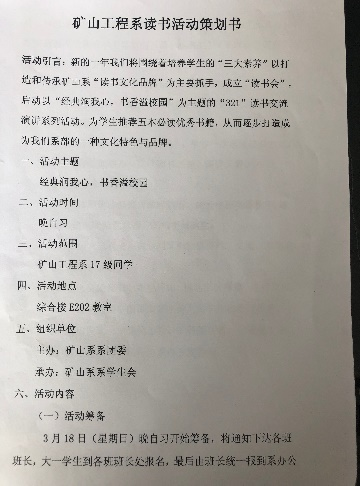 矿山工程系读书活动策划书
活动引言：新的一年我们将围绕着培养学生的“三大素养”以打
造和传承矿山系“读书文化品牌”为主要抓手，成立“读书会”，
启动以“经典润我心，书香溢校园”为主题的“321”读书交流
演讲系列活动。为学生推荐五本必读优秀书籍，从而逐步打造成
为我们系部的一种文化特色与品牌。
一、活动主题
经典润我心，书香溢校园
二、活动时间
晚自习
三、活动范围
矿山工程系17级同学
四、活动地点
综合楼E202教室
五、组织单位
主办：矿山系系团委
承办：矿山系系学生会
六、活动内容
（一）活动筹备
3月18日（星期日）晚自习开始筹备，将通知下达各班
班长，大一学生到各班班长处报名，最后由班长统一报到系办公